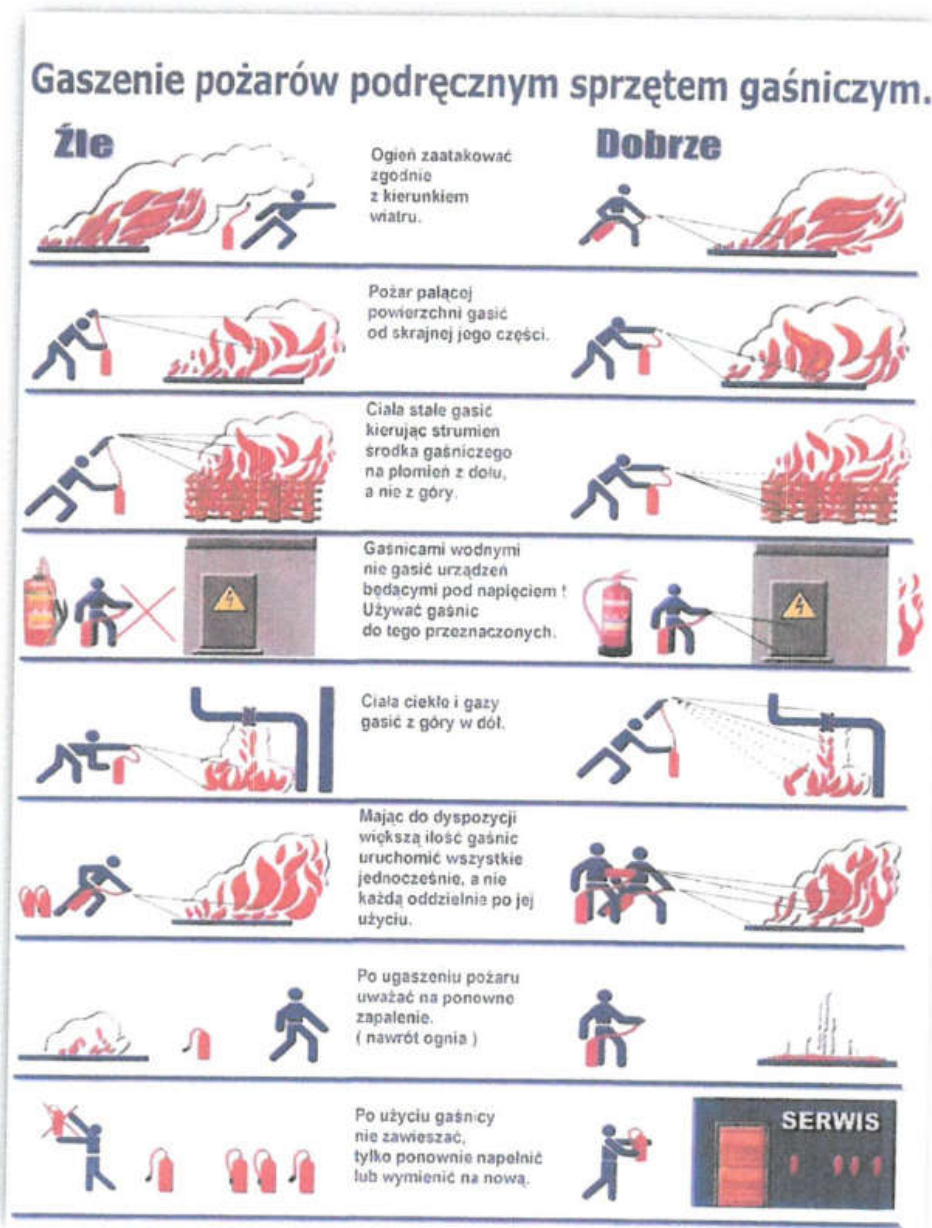 Gaszenie pożarów podręcznym sprzętem gaśniczym.
Źle
Dobrze
Ogień zaatakować
zgodnie
z kierunkiem
wiatru.
Pożar palącej
powierzchni gasić
od skrajnej jego części.
Ciała stałe gasić
kierując strumień
środka gaśniczego
na płomień z dołu,
a nie z góry.
Gaśnicami wodnymi
nie gasić urządzeń
będącymi pod napięciem !
Używać gaśnic
do tego przeznaczonych.
Ciała ciekłe i gazy
gasić z góry w dół.
Mając do dyspozycji
większą ilość gaśnic
uruchomić wszystkie
jednocześnie, a nie
każdą oddzielnie po jej
użyciu.
Po ugaszeniu pożaru
uważać na ponowne
zapalenie.
( nawrót ognia )
Po użyciu gaśnicy
nie zawieszać,
tylko ponownie napełnić
lub wymienić na nową.
SERWIS